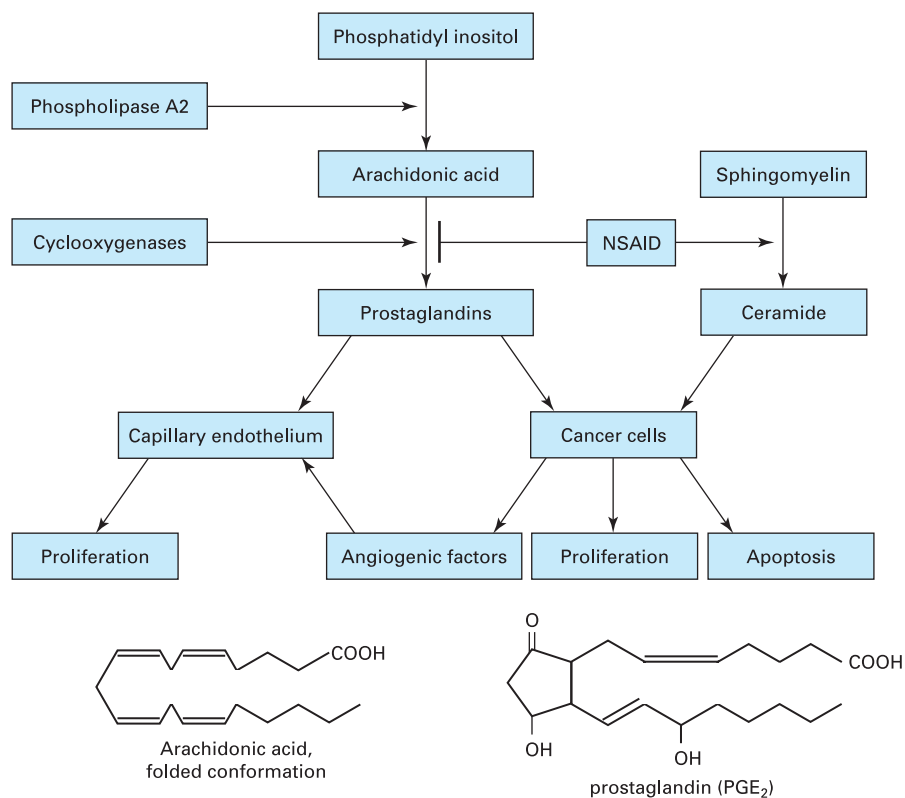 Phosphatidyl inositol
Phospholipase A2
Arachidonic acid
Sphingomyelin
Cyclooxygenases
NSAID
Prostaglandins
Ceramide
Capillary endothelium
Cancer cells
Proliferation
Angiogenic factors
Proliferation
Apoptosis
O
COOH
COOH
OH
OH
Arachidonic acid,
folded conformation
prostaglandin (PGE₂)